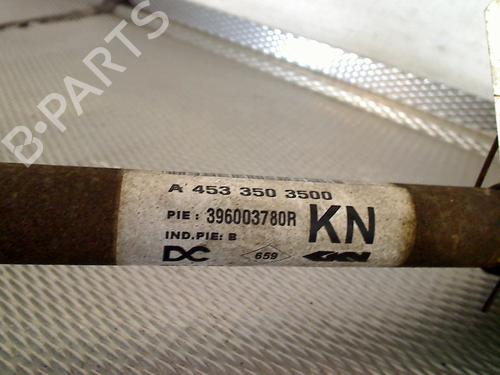 B-PARTS
A 453 350 3500
PIE: 396003780R
KN
IND.PIE: B
DC
659
GKN